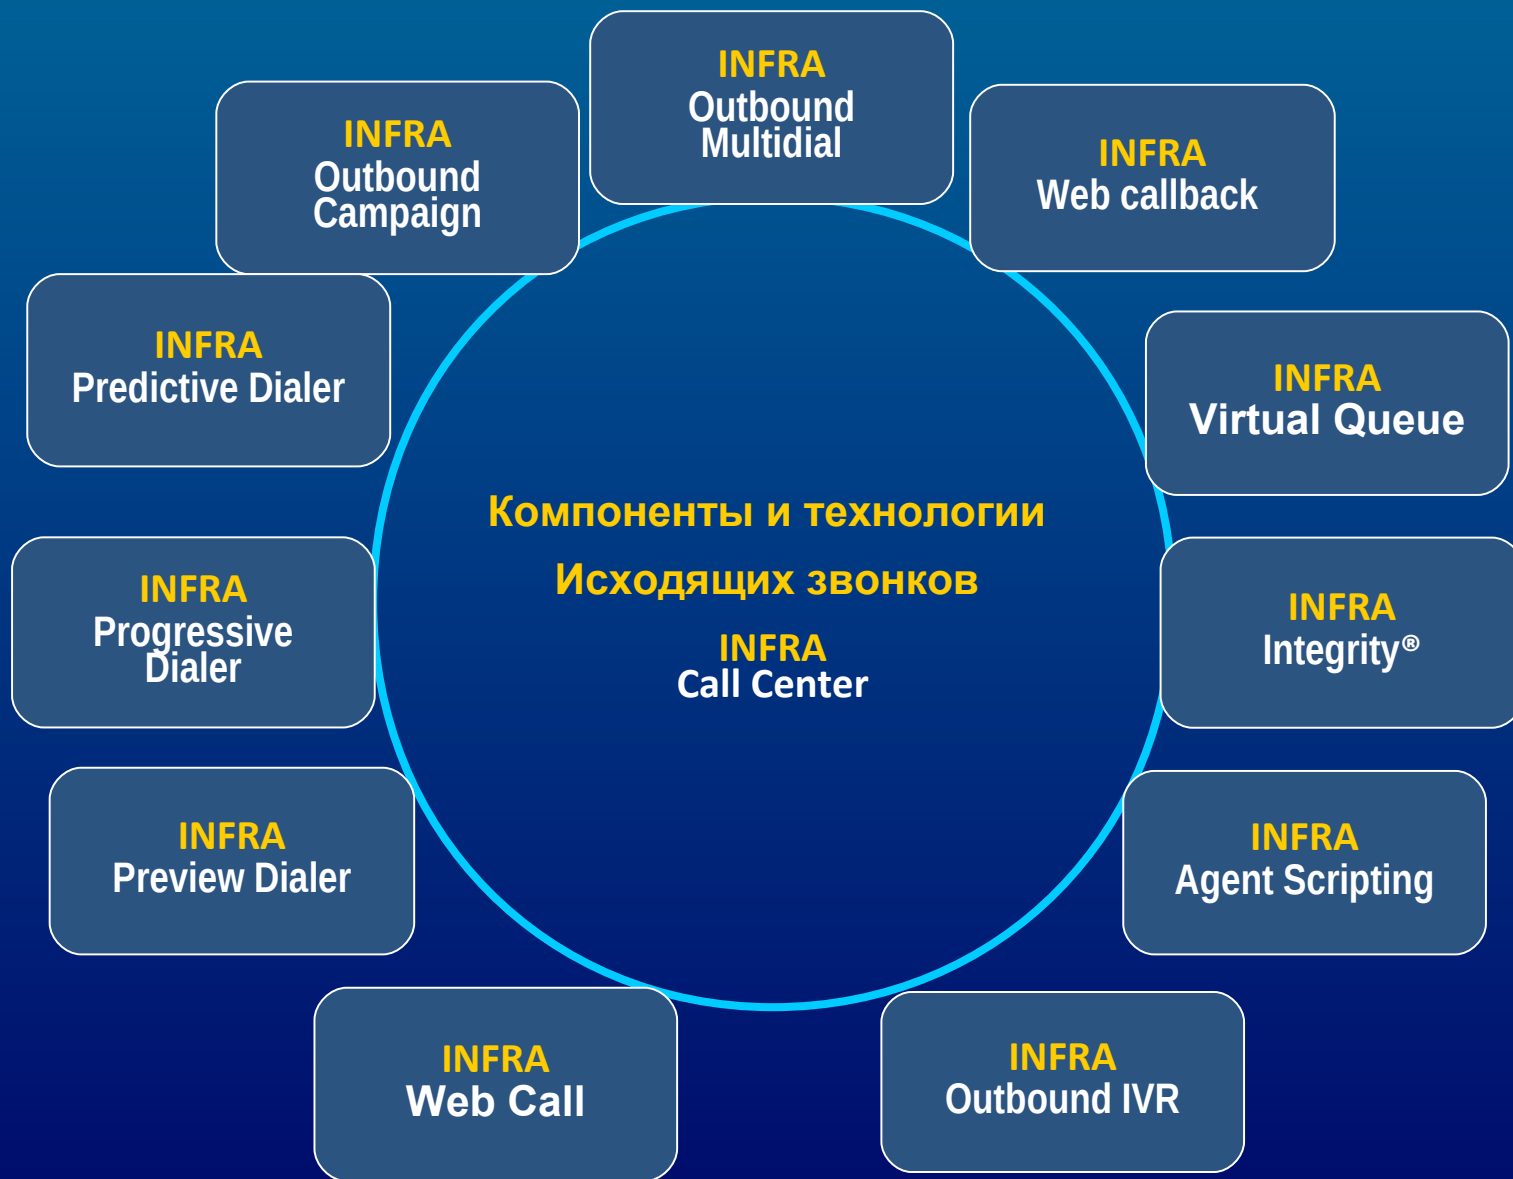 INFRA
Outbound
Multidial
INFRA
Outbound
Campaign
INFRA
Web callback
INFRA
Predictive Dialer
INFRA
Virtual Queue
Компоненты и технологии
Исходящих звонков
INFRA
Call Center
INFRA
Progressive
Dialer
INFRA
Integrity®
INFRA
Preview Dialer
INFRA
Agent Scripting
INFRA
Web Call
INFRA
Outbound IVR